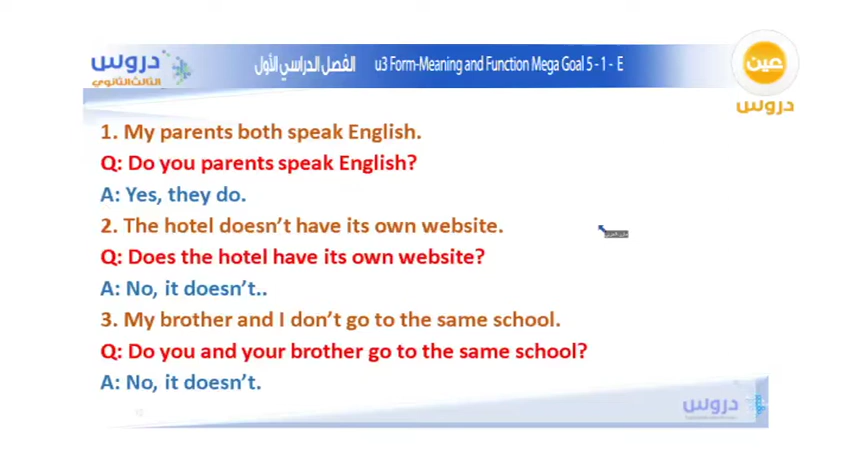 دروس
الثالث الثانوي
الفصل الدراسي الأول
u3 Form-Meaning and Function Mega Goal 5 - 1 - E
عين
دروس
1. My parents both speak English.
Q: Do you parents speak English?
A: Yes, they do.
2. The hotel doesn't have its own website.
Q: Does the hotel have its own website?
A: No, it doesn't..
3. My brother and I don't go to the same school.
Q: Do you and your brother go to the same school?
A: No, it doesn't.
دروس